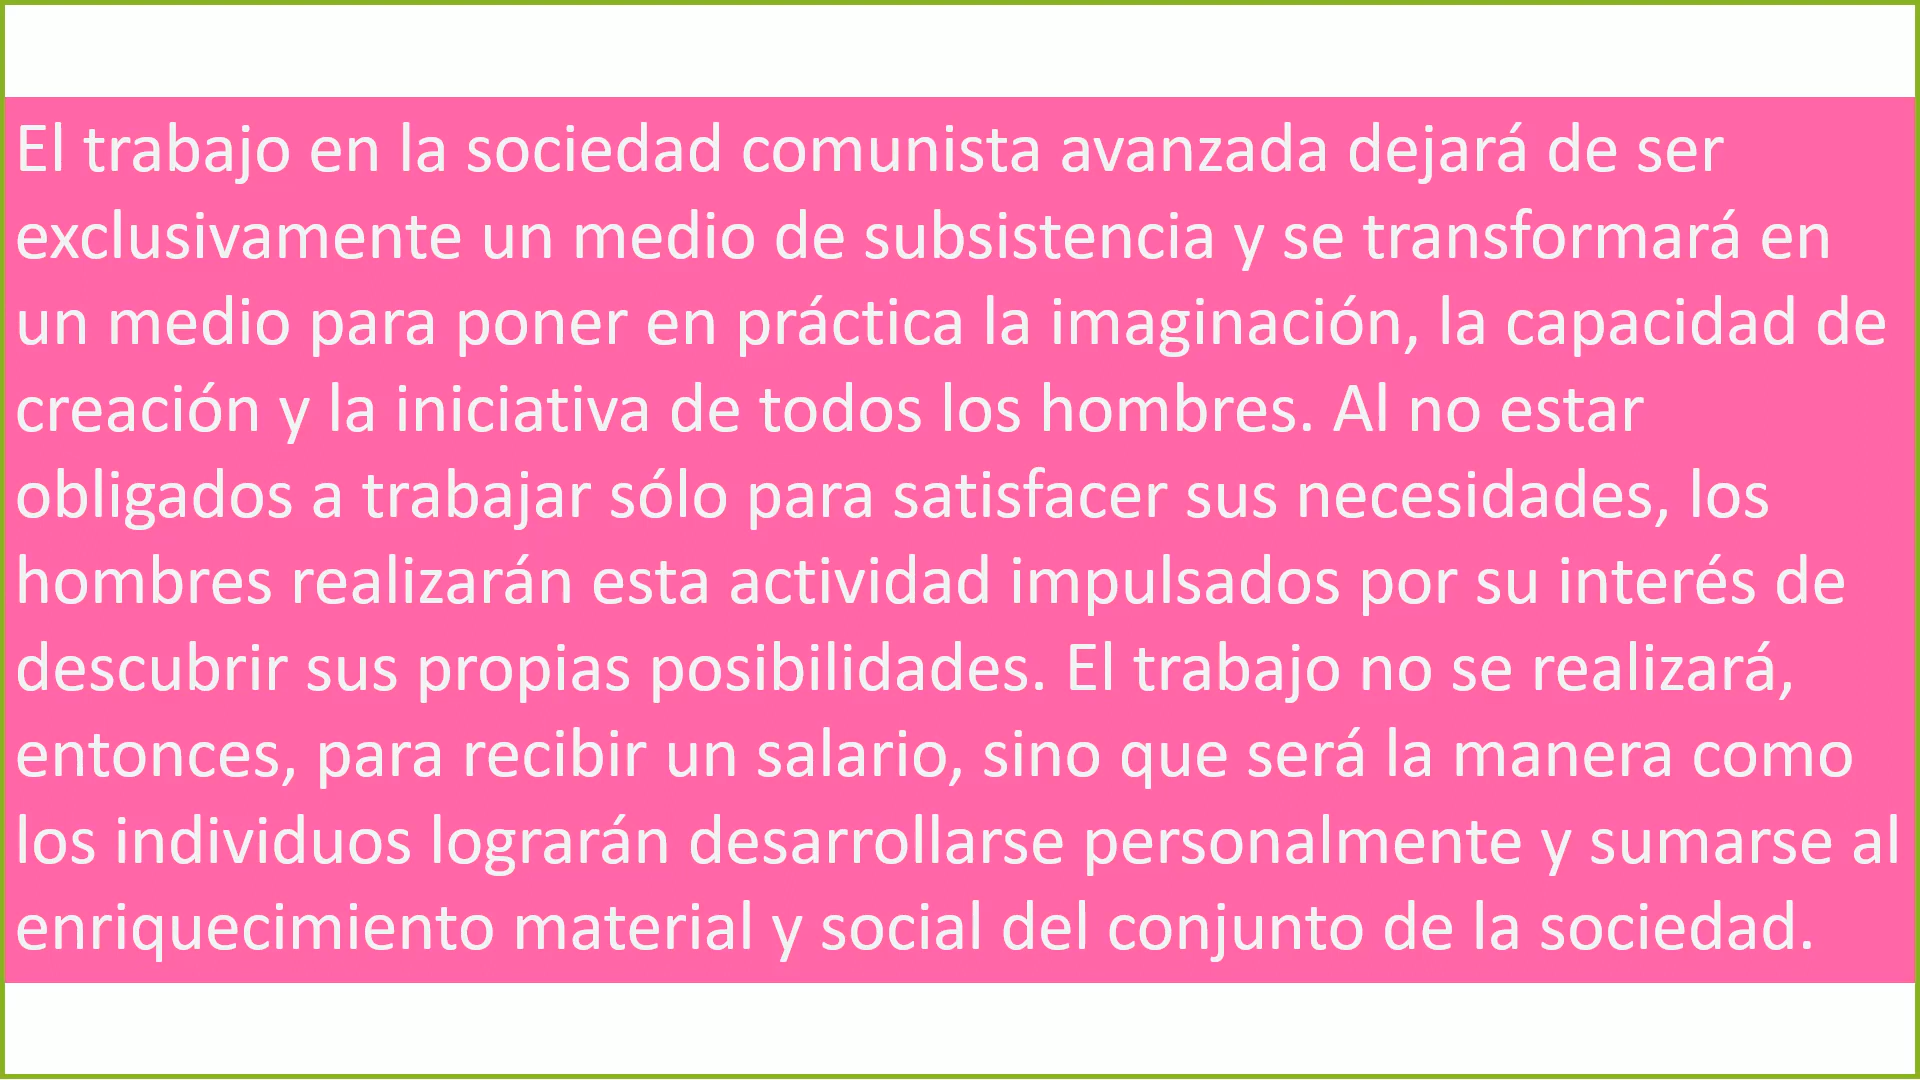 El trabajo en la sociedad comunista avanzada dejará de ser
exclusivamente un medio de subsistencia y se transformará en
un medio para poner en práctica la imaginación, la capacidad de
creación y la iniciativa de todos los hombres. Al no estar
obligados a trabajar sólo para satisfacer sus necesidades, los
hombres realizarán esta actividad impulsados por su interés de
descubrir sus propias posibilidades. El trabajo no se realizará,
entonces, para recibir un salario, sino que será la manera como
los individuos lograrán desarrollarse personalmente y sumarse al
enriquecimiento material y social del conjunto de la sociedad.